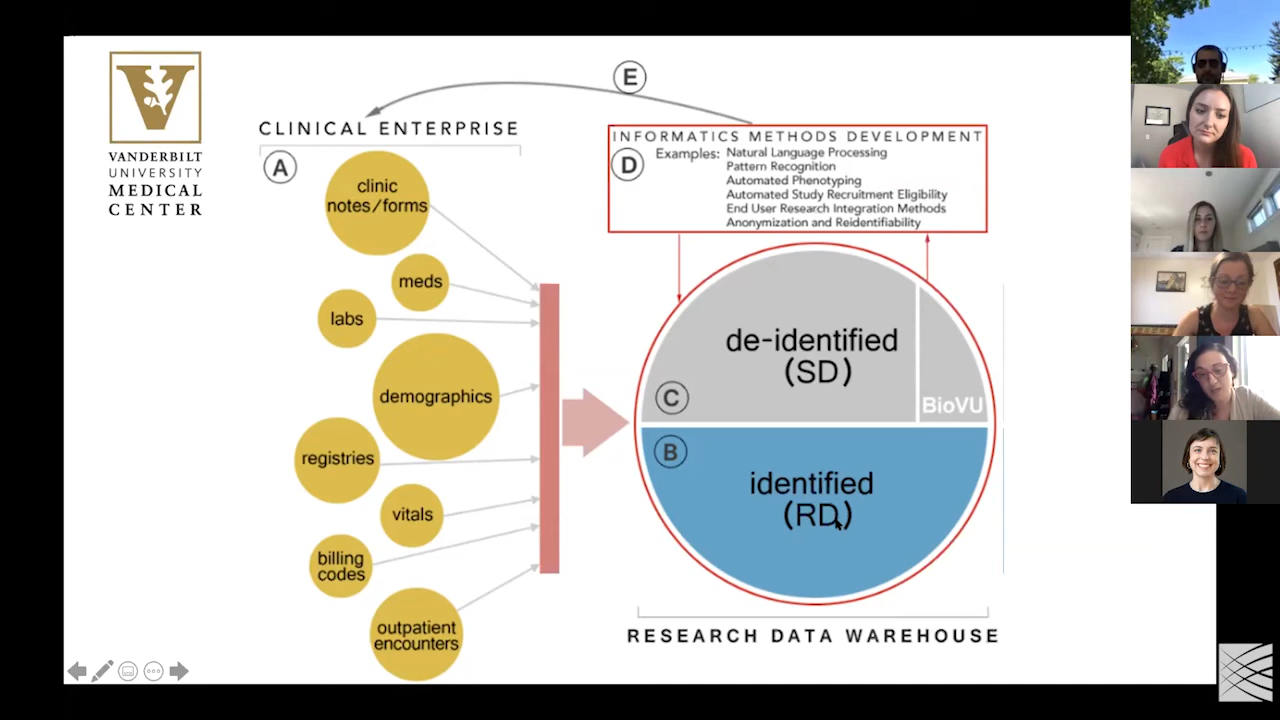 VANDERBILT
UNIVERSITY
MEDICAL
CENTER
CLINICAL ENTERPRISE
A
clinic
notes/forms
meds
labs
demographics
registries
vitals
billing
codes
outpatient
encounters
E
INFORMATICS METHODS DEVELOPMENT
D
Examples: Natural Language Processing
Pattern Recognition
Automated Phenotyping
Automated Study Recruitment Eligibility
End User Research Integration Methods
Anonymization and Reidentifiability
de-identified
(SD)
C
BioVU
B
identified
(RD)
RESEARCH DATA WAREHOUSE